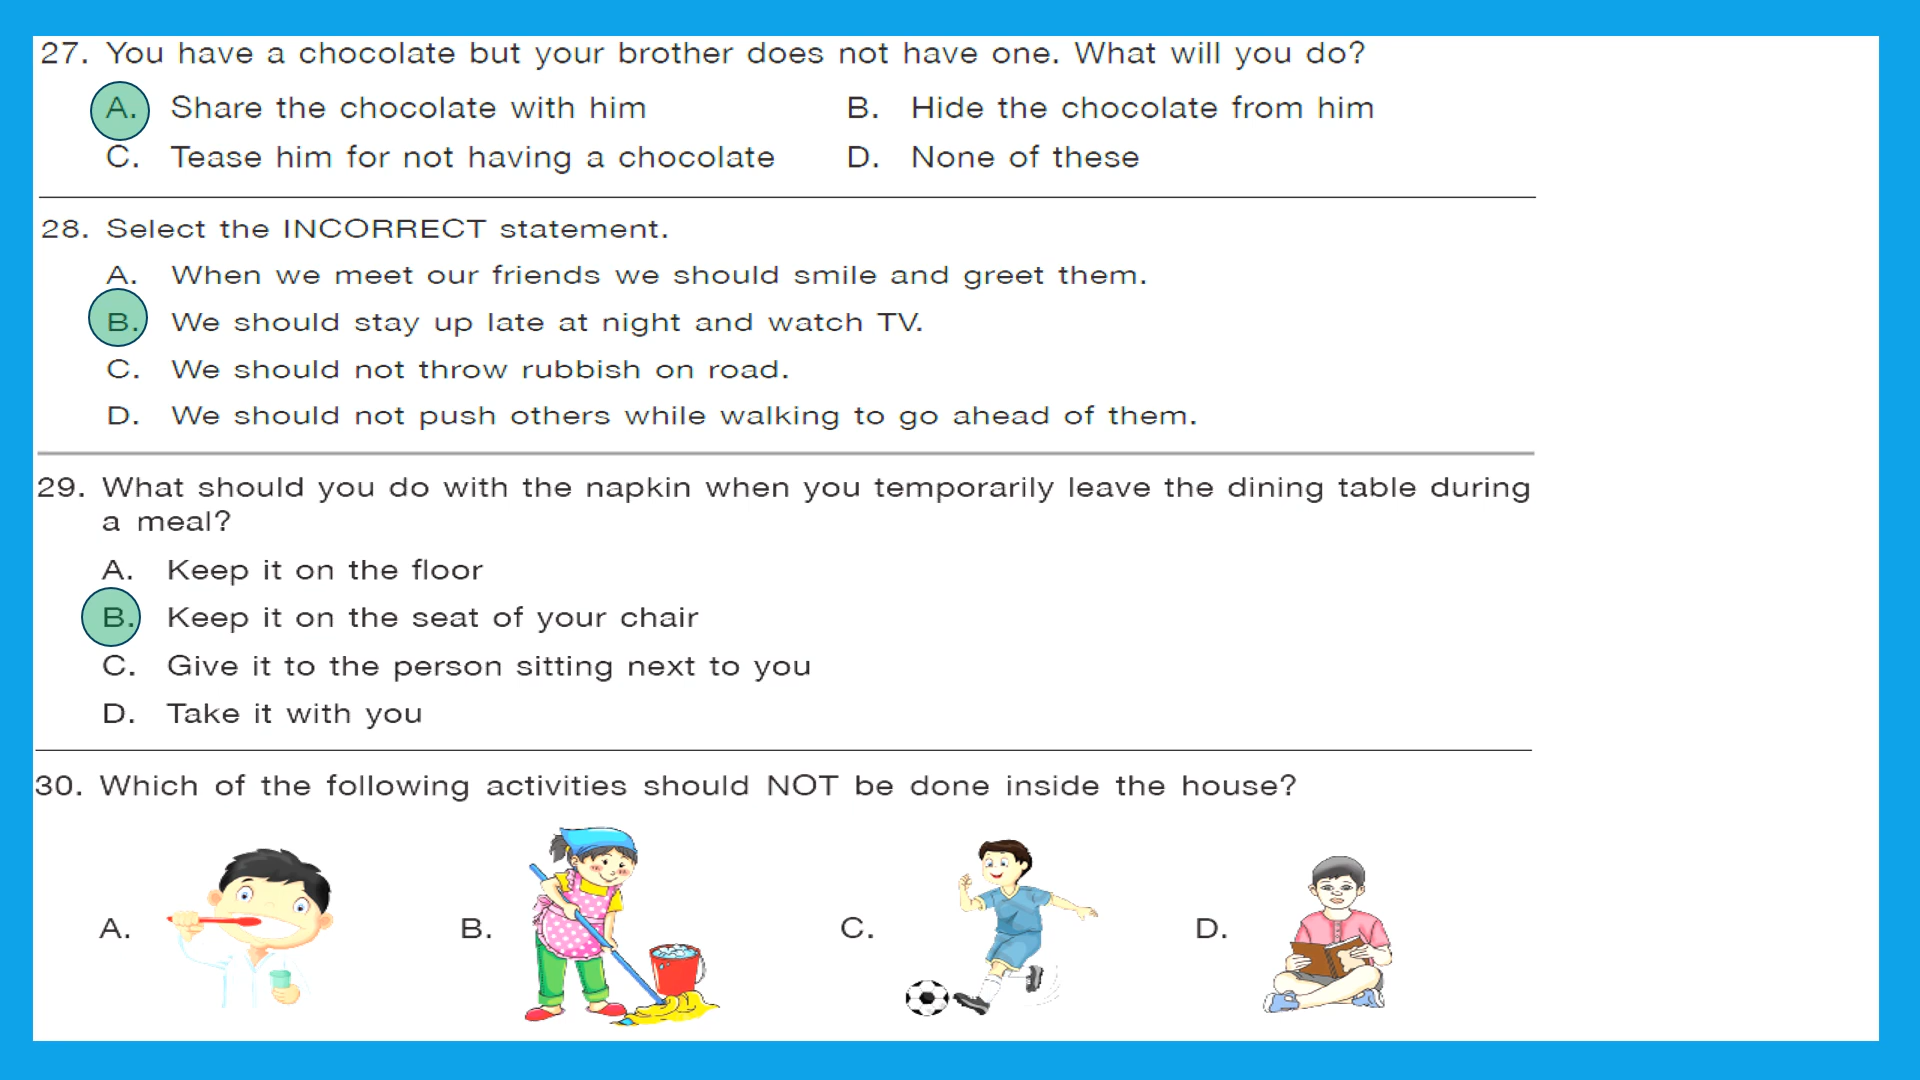 27. You have a chocolate but your brother does not have one. What will you do?
A. Share the chocolate with him B. Hide the chocolate from him
C. Tease him for not having a chocolate D. None of these
28. Select the INCORRECT statement.
A. When we meet our friends we should smile and greet them.
B. We should stay up late at night and watch TV.
C. We should not throw rubbish on road.
D. We should not push others while walking to go ahead of them.
29. What should you do with the napkin when you temporarily leave the dining table during
a meal?
A. Keep it on the floor
B. Keep it on the seat of your chair
C. Give it to the person sitting next to you
D. Take it with you
30. Which of the following activities should NOT be done inside the house?
A. B. C. D.